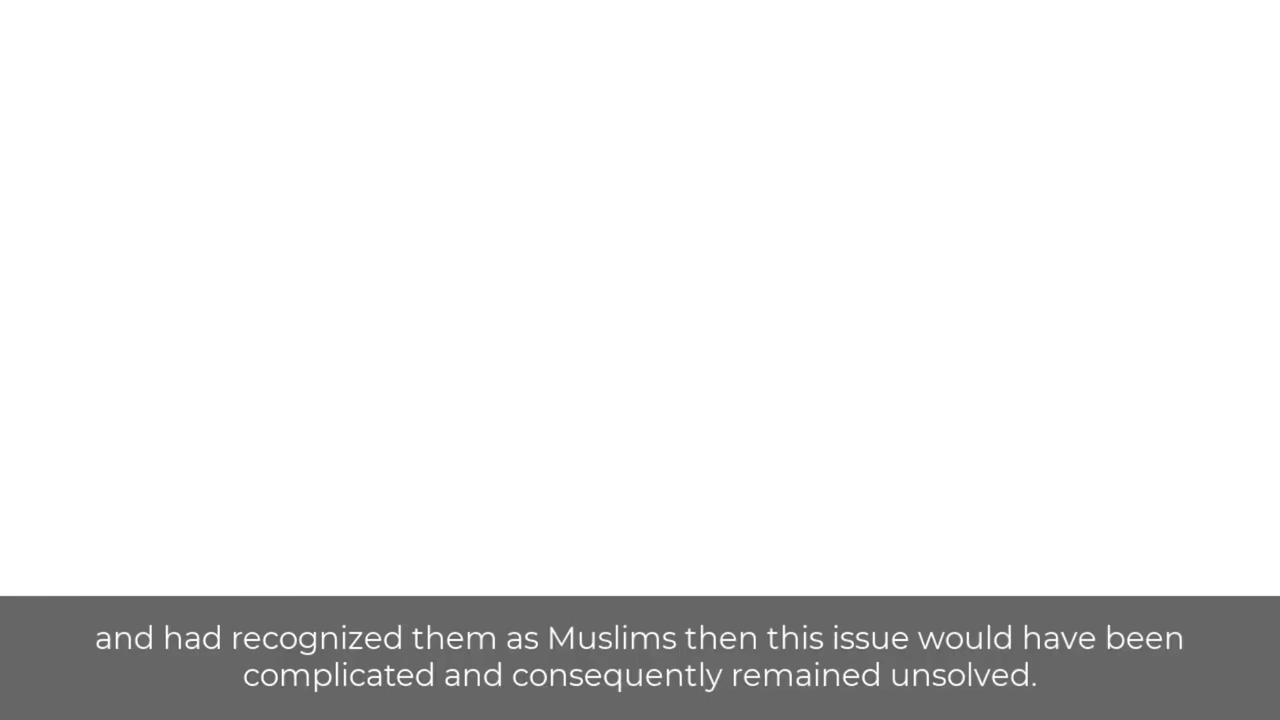 and had recognized them as Muslims then this issue would have been
complicated and consequently remained unsolved.